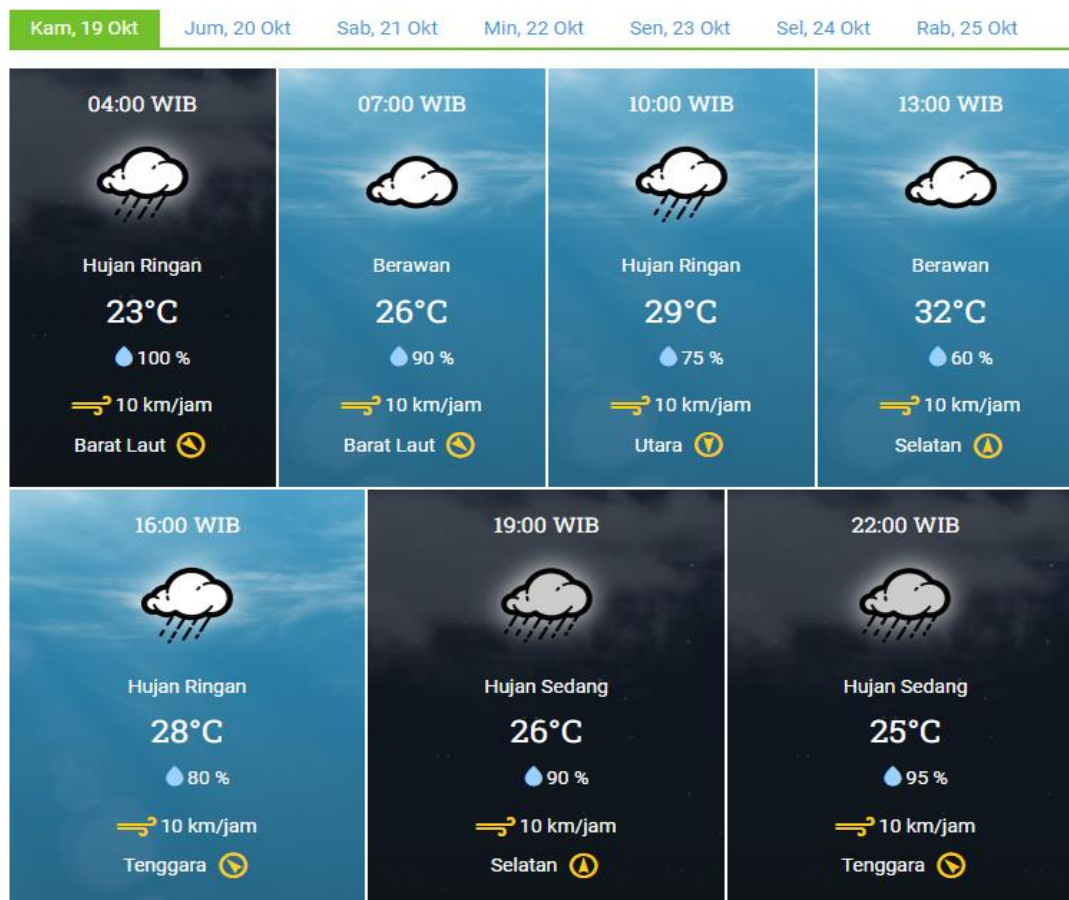 Kam, 19 Okt Jum, 20 Okt Sab, 21 Okt Min, 22 Okt Sen, 23 Okt Sel, 24 Okt Rab, 25 Okt
04:00 WIB
Hujan Ringan
23°C
100 %
10 km/jam
Barat Laut
07:00 WIB
Berawan
26°C
90 %
10 km/jam
Barat Laut
10:00 WIB
Hujan Ringan
29°C
75 %
10 km/jam
Utara
13:00 WIB
Berawan
32°C
60 %
10 km/jam
Selatan
16:00 WIB
Hujan Ringan
28°C
80 %
10 km/jam
Tenggara
19:00 WIB
Hujan Sedang
26°C
90 %
10 km/jam
Selatan
22:00 WIB
Hujan Sedang
25°C
95 %
10 km/jam
Tenggara